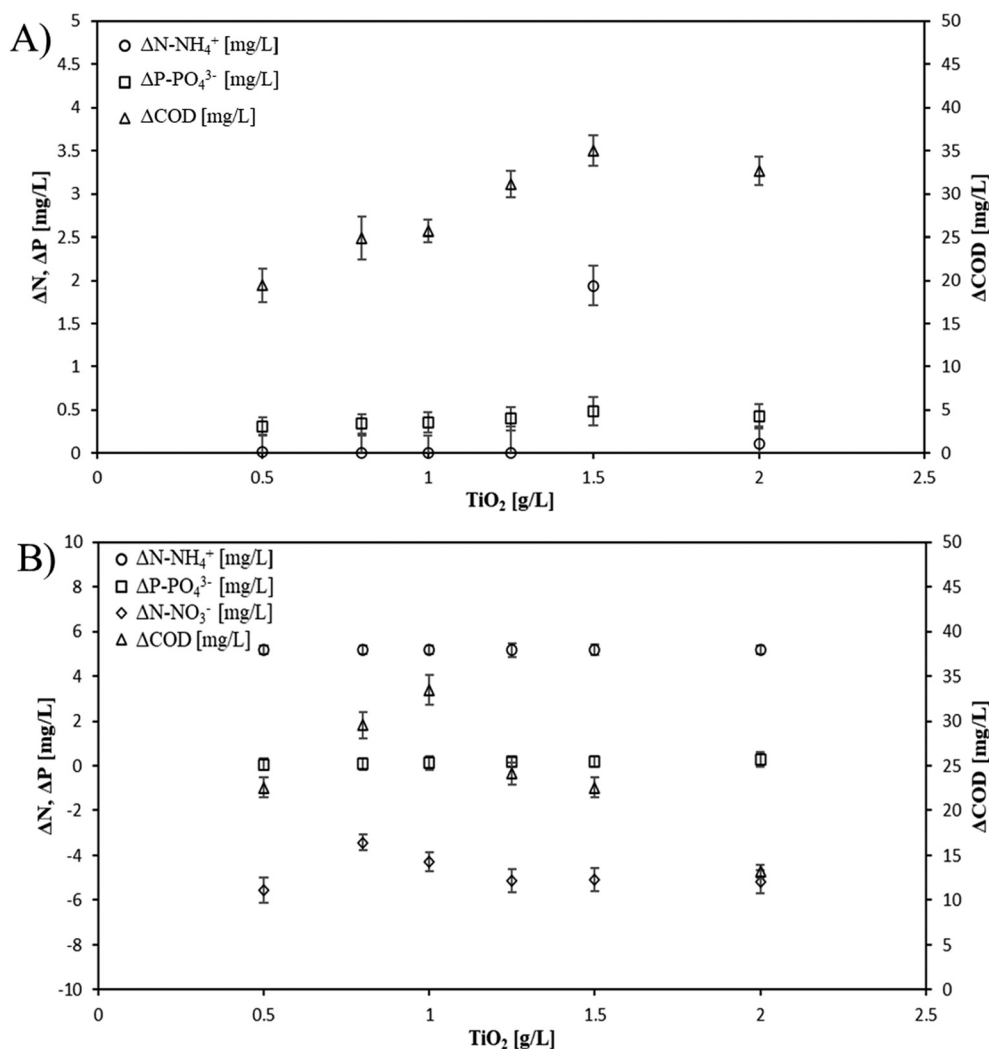 A)
ΔN-NH₄⁺ [mg/L]
ΔP-PO₄³⁻ [mg/L]
ΔCOD [mg/L]
5
4.5
4
3.5
3
2.5
2
1.5
1
0.5
0
ΔN, ΔP [mg/L]
50
45
40
35
30
25
20
15
10
5
0
ΔCOD [mg/L]
0 0.5 1 1.5 2 2.5
TiO₂ [g/L]
B)
ΔN-NH₄⁺ [mg/L]
ΔP-PO₄³⁻ [mg/L]
ΔN-NO₃⁻ [mg/L]
ΔCOD [mg/L]
10
8
6
4
2
0
-2
-4
-6
-8
-10
ΔN, ΔP [mg/L]
50
45
40
35
30
25
20
15
10
5
0
ΔCOD [mg/L]
0 0.5 1 1.5 2 2.5
TiO₂ [g/L]